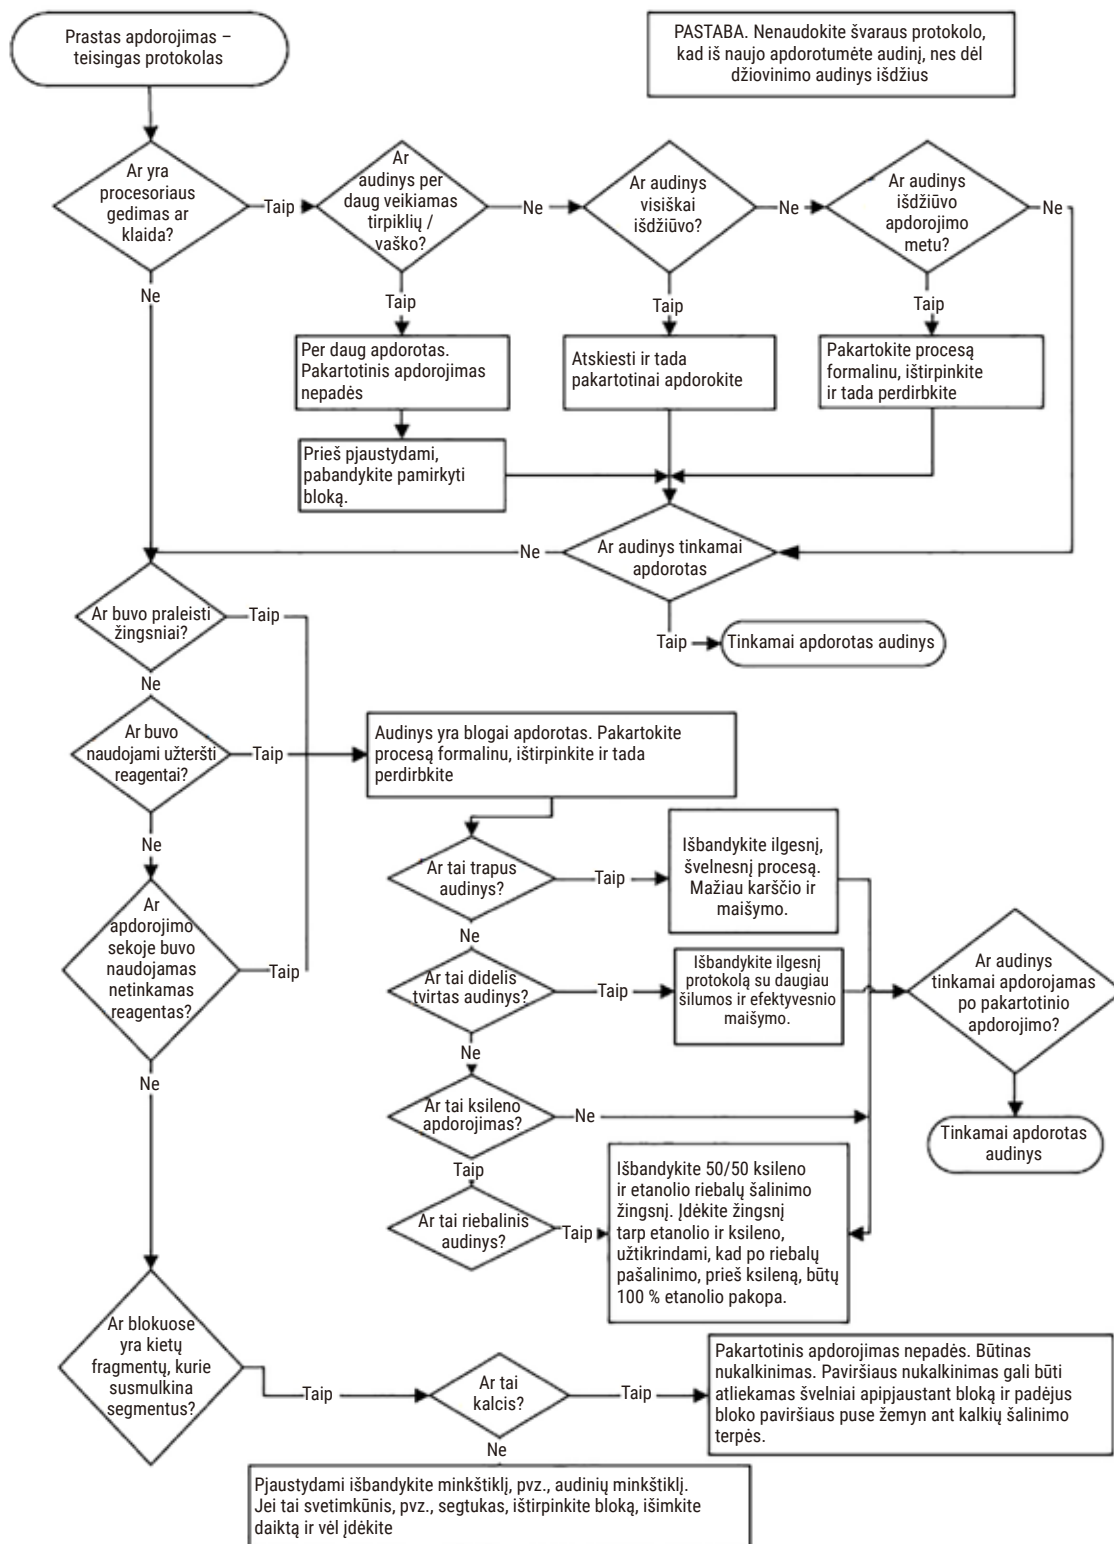 Prastas apdorojimas –
teisingas protokolas
PASTABA. Nenaudokite švaraus protokolo,
kad iš naujo apdorotumėte audinį, nes dėl
džiovinimo audinys išdžius
Ar yra
procesoriaus
gedimas ar
klaida?
Taip
Ar
audinys per
daug veikiamas
tirpiklių /
vaško?
Ne
Ar audinys
visiškai
išdžiūvo?
Ne
Ar audinys
išdžiūvo
apdorojimo
metu?
Ne
Ne
Taip
Taip
Taip
Per daug apdorotas.
Pakartotinis apdorojimas
nepadės
Atskiesti ir tada
pakartotinai apdorokite
Pakartokite procesą
formalinu, ištirpinkite
ir tada perdirbkite
Prieš pjaustydami,
pabandykite pamirkyti
bloką.
Ne
Ar audinys tinkamai
apdorotas
Taip
Tinkamai apdorotas audinys
Ar buvo praleisti
žingsniai?
Taip
Ne
Ar buvo
naudojami užteršti
reagentai?
Taip
Audinys yra blogai apdorotas. Pakartokite
procesą formalinu, ištirpinkite ir tada
perdirbkite
Ne
Ar
apdorojimo
sekoje buvo
naudojamas
netinkamas
reagentas?
Taip
Ne
Ar tai trapus
audinys?
Taip
Išbandykite ilgesnį,
švelnesnį procesą.
Mažiau karščio ir
maišymo.
Ne
Ar tai didelis
tvirtas audinys?
Taip
Išbandykite ilgesnį
protokolą su daugiau
šilumos ir efektyvesnio
maišymo.
Ar audinys
tinkamai apdorojamas
po pakartotinio
apdorojimo?
Ne
Ar tai ksileno
apdorojimas?
Ne
Tinkamai apdorotas
audinys
Taip
Ar tai riebalinis
audinys?
Taip
Išbandykite 50/50 ksileno
ir etanolio riebalų šalinimo
žingsnį. Įdėkite žingsnį
tarp etanolio ir ksileno,
užtikrindami, kad po riebalų
pašalinimo, prieš ksileną, būtų
100 % etanolio pakopa.
Ar blokuose
yra kietų
fragmentų, kurie
susmulkina
segmentus?
Taip
Ar tai
kalcis?
Taip
Pakartotinis apdorojimas nepadės. Būtinas
nukalkinimas. Paviršiaus nukalkinimas gali būti
atliekamas švelniai apipjaustant bloką ir padėjus
bloko paviršiaus puse žemyn ant kalkių šalinimo
terpės.
Ne
Pjaustydami išbandykite minkštiklį, pvz., audinių minkštiklį.
Jei tai svetimkūnis, pvz., segtukas, ištirpinkite bloką, išimkite
daiktą ir vėl įdėkite